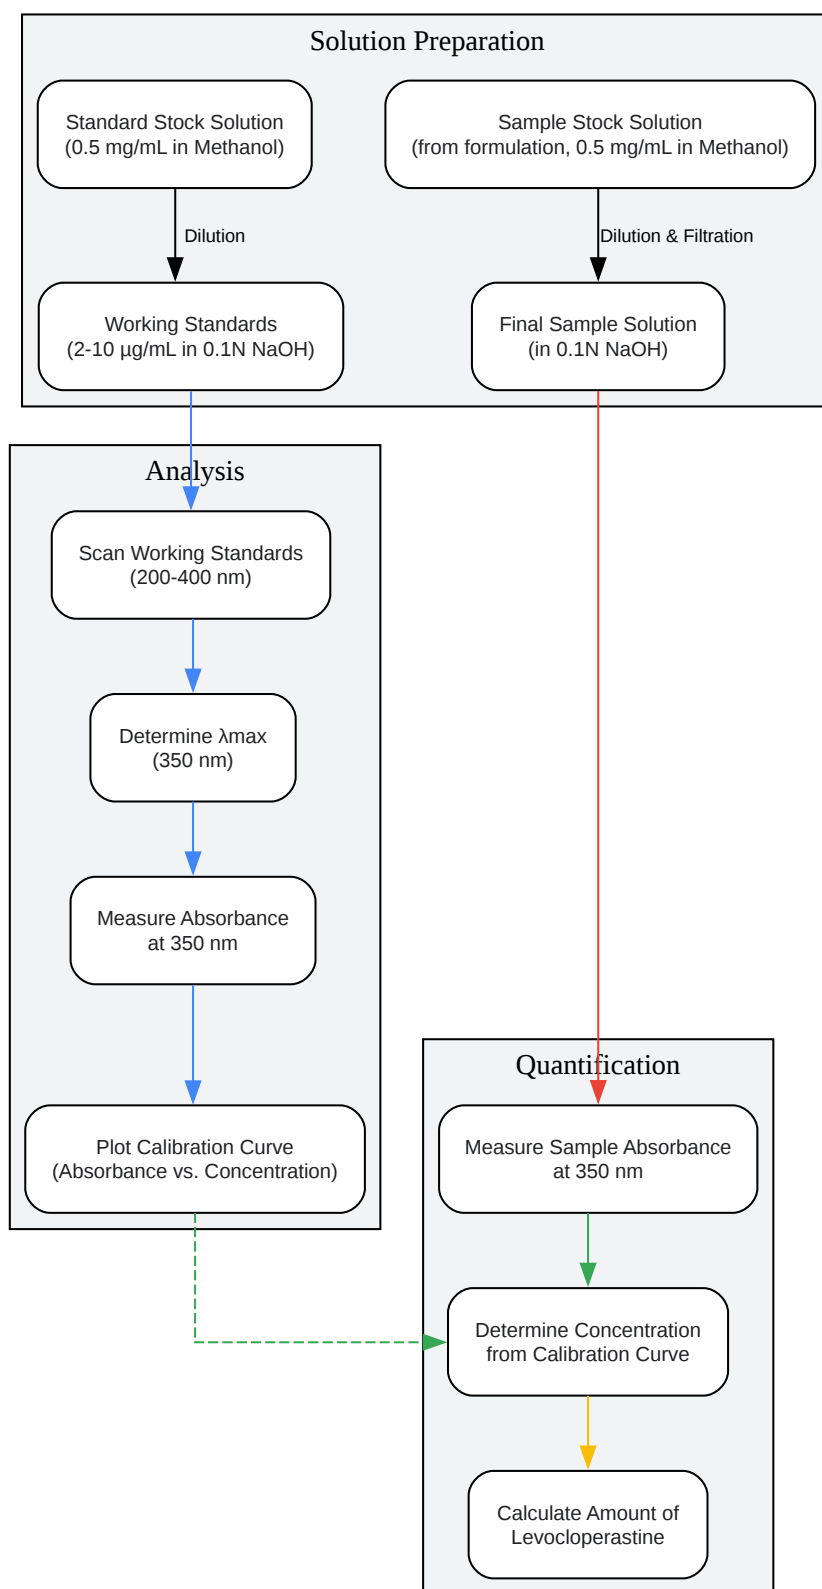 Solution Preparation
Standard Stock Solution
(0.5 mg/mL in Methanol)
Sample Stock Solution
(from formulation, 0.5 mg/mL in Methanol)
Dilution
Dilution & Filtration
Working Standards
(2-10 µg/mL in 0.1N NaOH)
Final Sample Solution
(in 0.1N NaOH)
Analysis
Scan Working Standards
(200-400 nm)
Determine λmax
(350 nm)
Measure Absorbance
at 350 nm
Plot Calibration Curve
(Absorbance vs. Concentration)
Quantification
Measure Sample Absorbance
at 350 nm
Determine Concentration
from Calibration Curve
Calculate Amount of
Levocloperastine